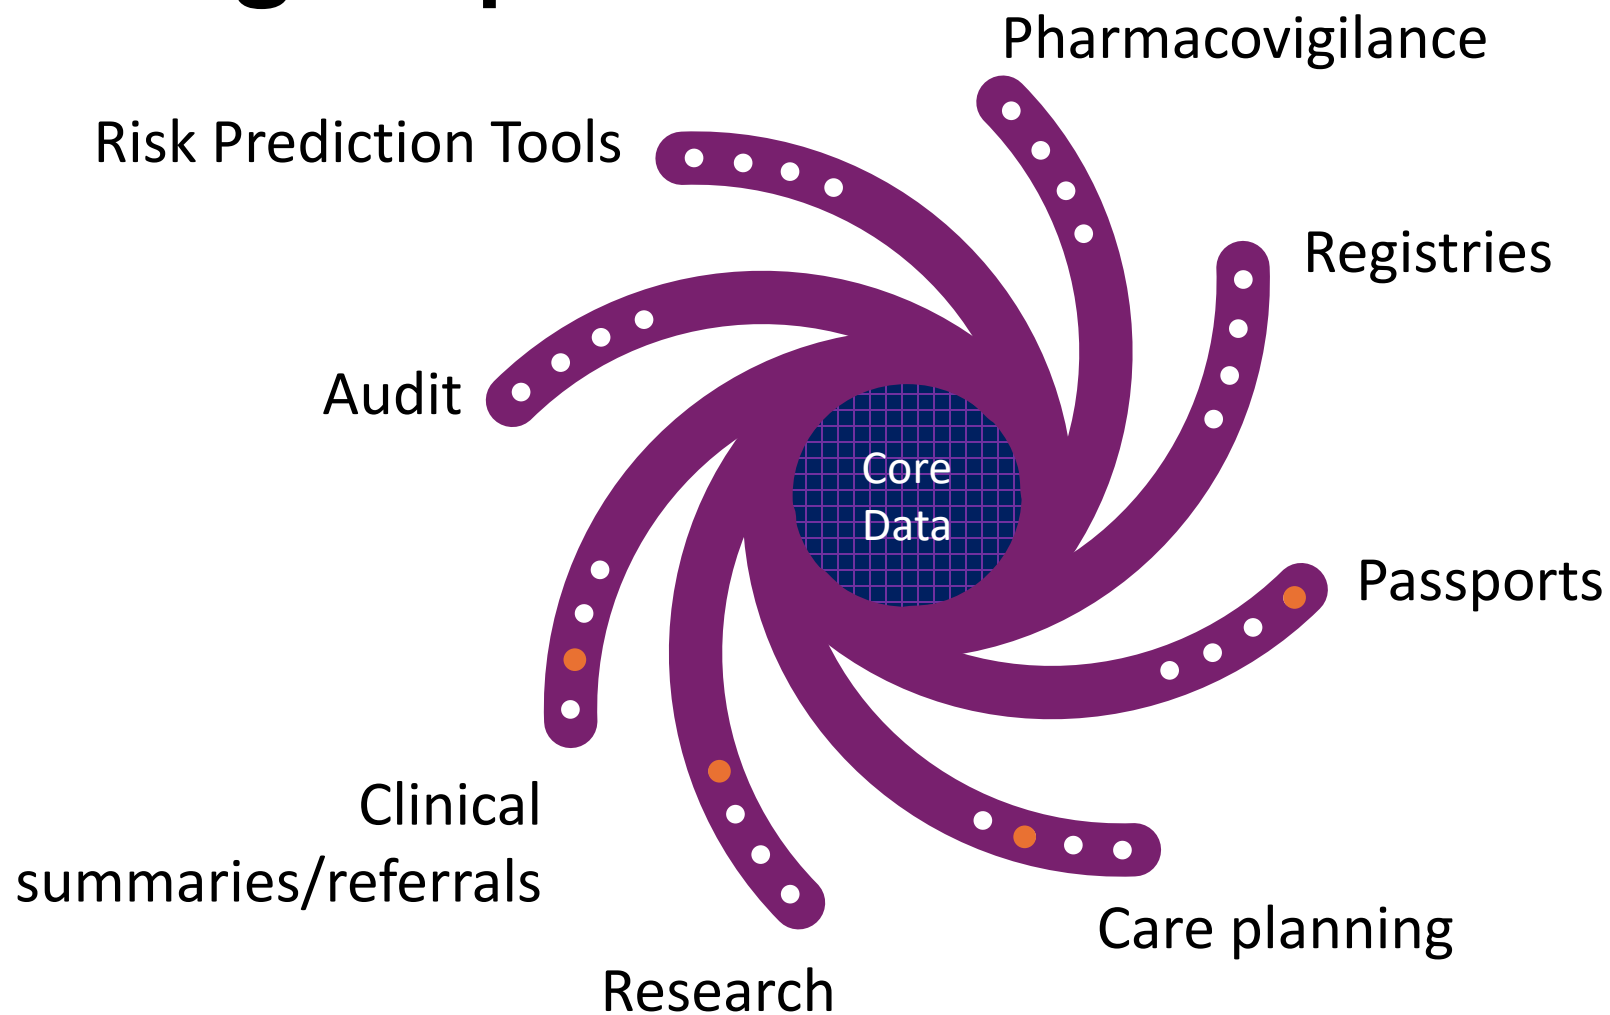 Pharmacovigilance
Risk Prediction Tools
Registries
Audit
Core
Data
Passports
Clinical
summaries/referrals
Care planning
Research